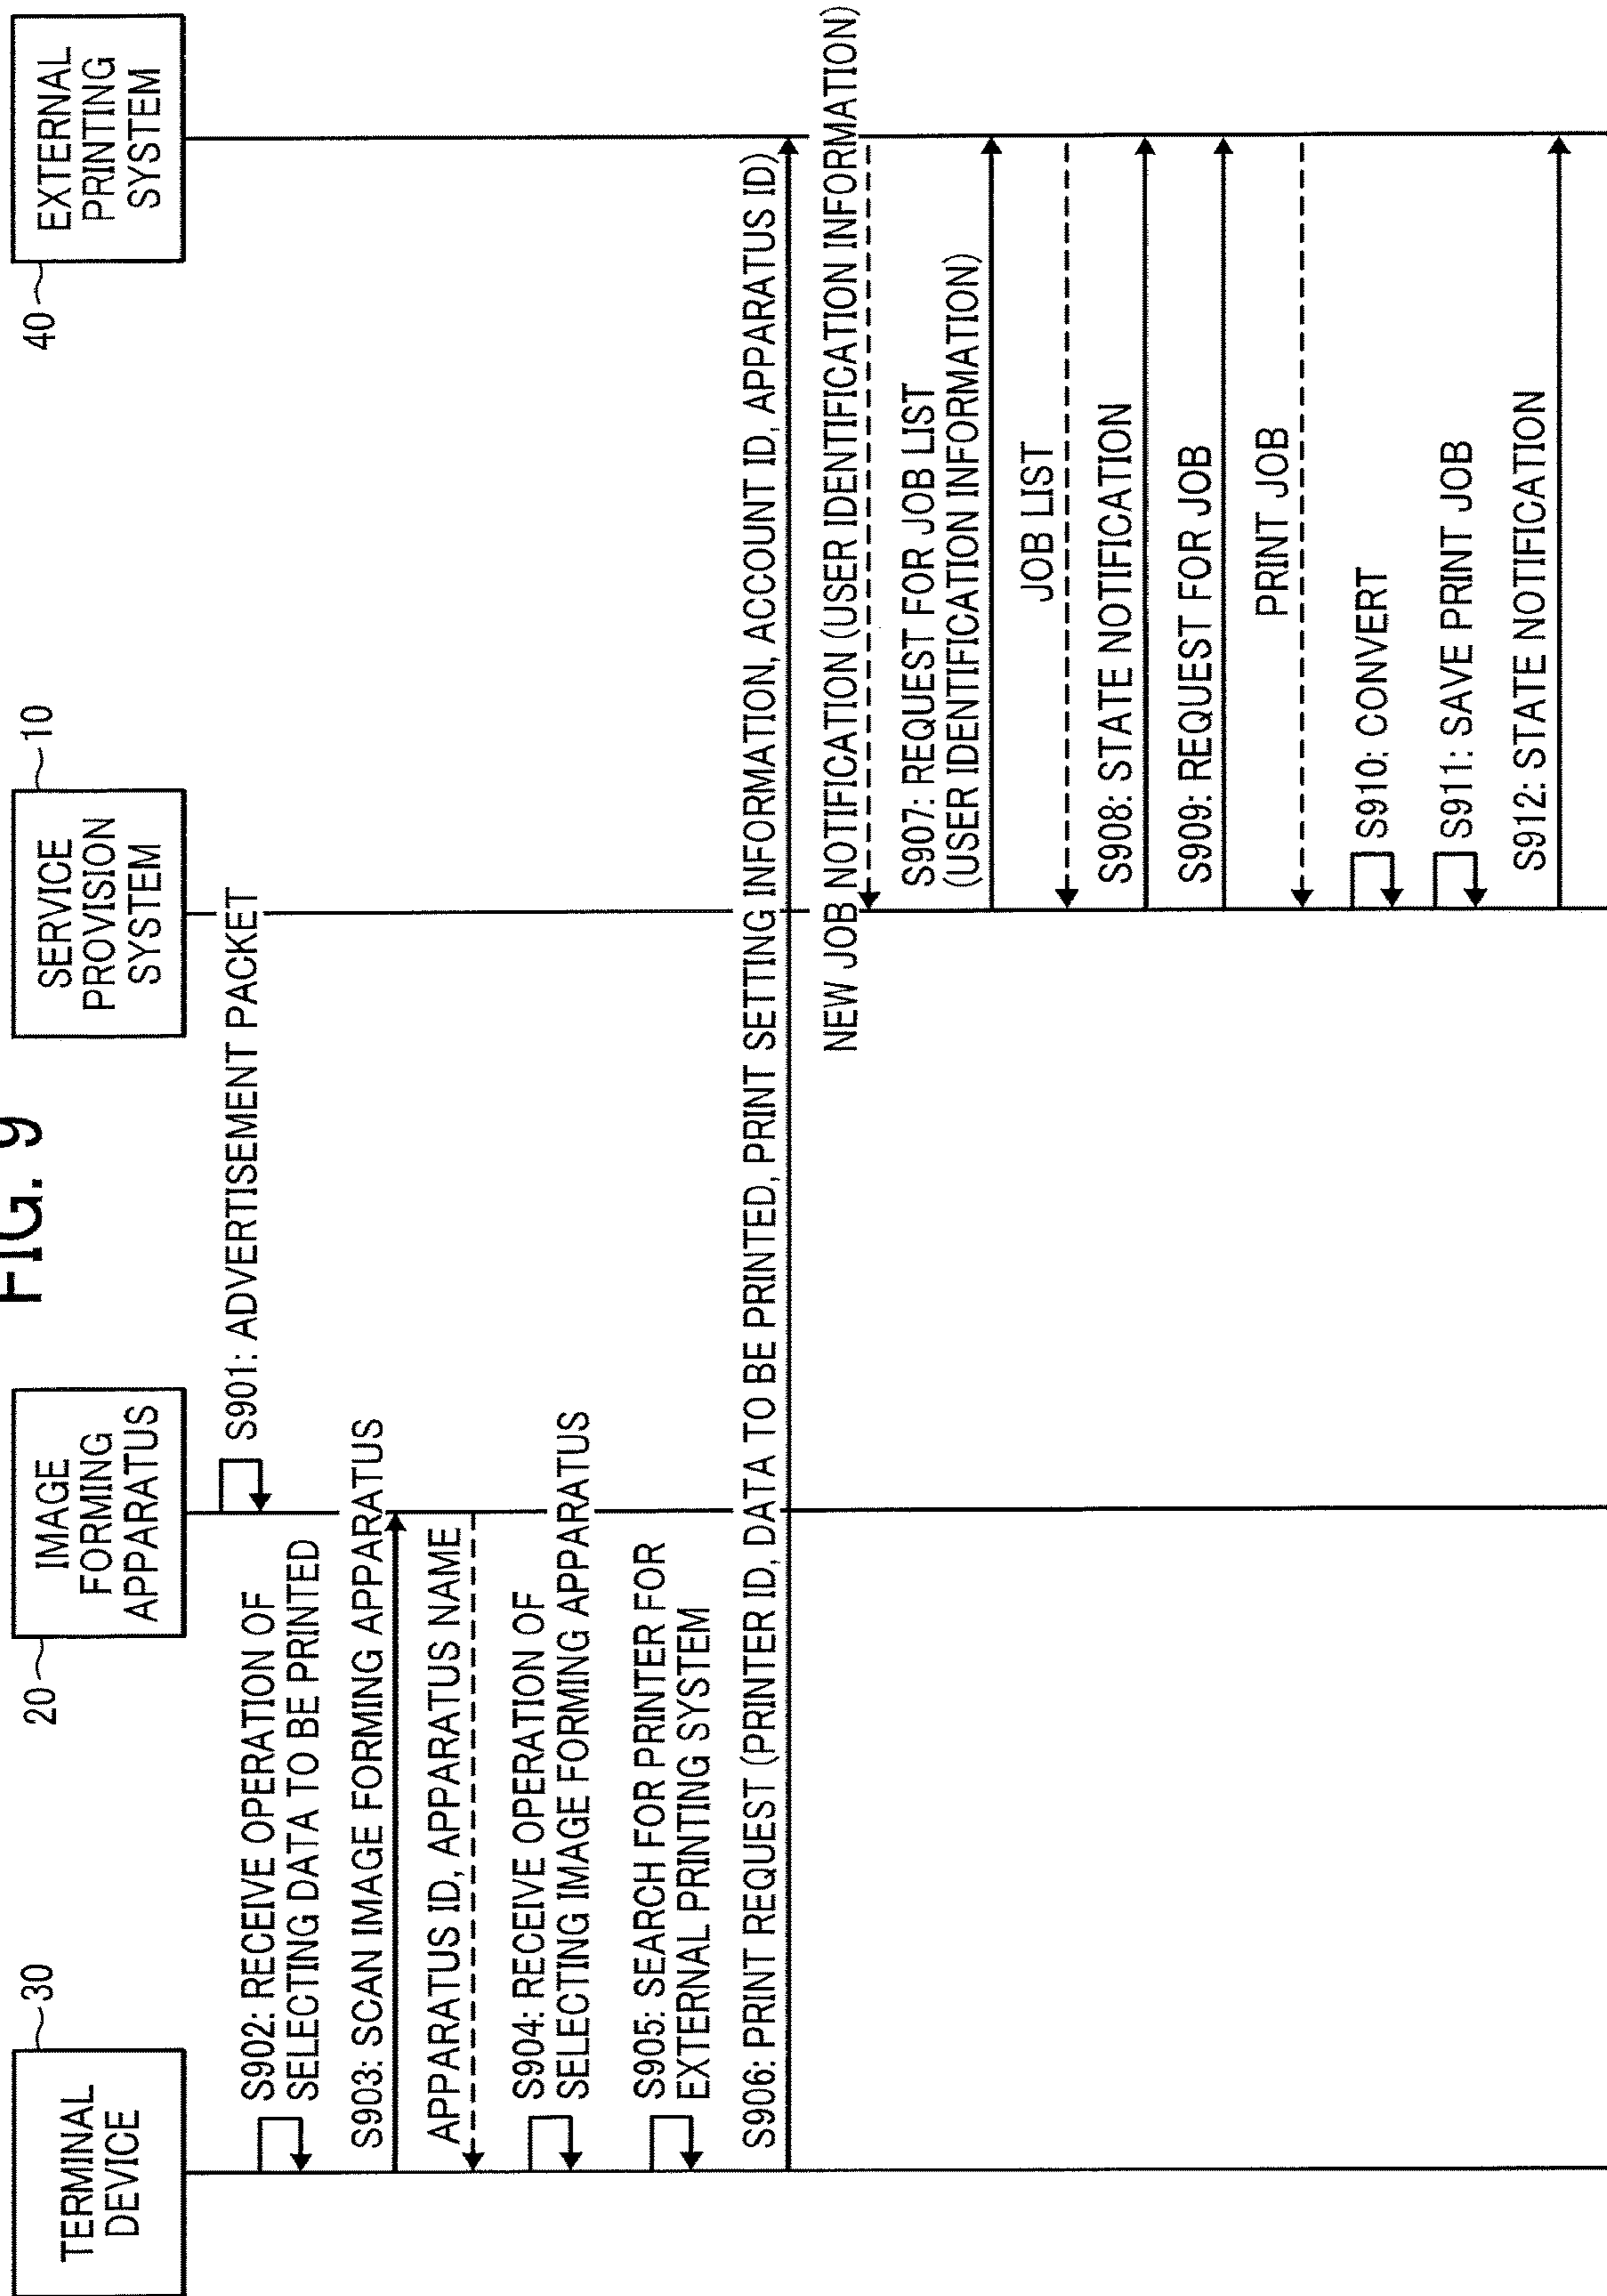 FIG. 9
TERMINAL
DEVICE
30
IMAGE
FORMING
APPARATUS
20
SERVICE
PROVISION
SYSTEM
10
EXTERNAL
PRINTING
SYSTEM
40
S901: ADVERTISEMENT PACKET
S902: RECEIVE OPERATION OF
SELECTING DATA TO BE PRINTED
S903: SCAN IMAGE FORMING APPARATUS
APPARATUS ID, APPARATUS NAME
S904: RECEIVE OPERATION OF
SELECTING IMAGE FORMING APPARATUS
S905: SEARCH FOR PRINTER FOR
EXTERNAL PRINTING SYSTEM
S906: PRINT REQUEST (PRINTER ID, DATA TO BE PRINTED, PRINT SETTING INFORMATION, ACCOUNT ID, APPARATUS ID)
NEW JOB NOTIFICATION (USER IDENTIFICATION INFORMATION)
S907: REQUEST FOR JOB LIST
(USER IDENTIFICATION INFORMATION)
JOB LIST
S908: STATE NOTIFICATION
S909: REQUEST FOR JOB
PRINT JOB
S910: CONVERT
S911: SAVE PRINT JOB
S912: STATE NOTIFICATION